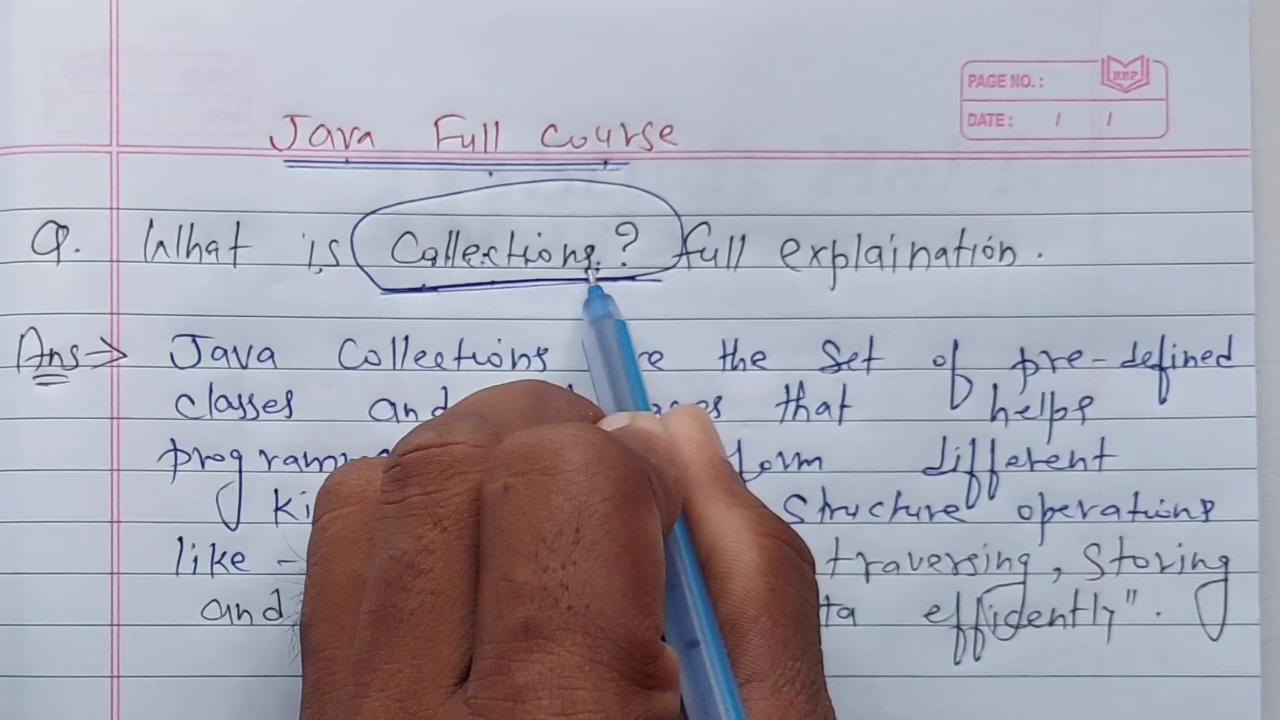 PAGE NO.:
DATE: / /
Java Full Course
Q. What is Collections? full explaination.
Ans→ Java Collections the Set of pre-defined
classes and that helps
different
structure operations
like - traversing, Storing
and efficiently".